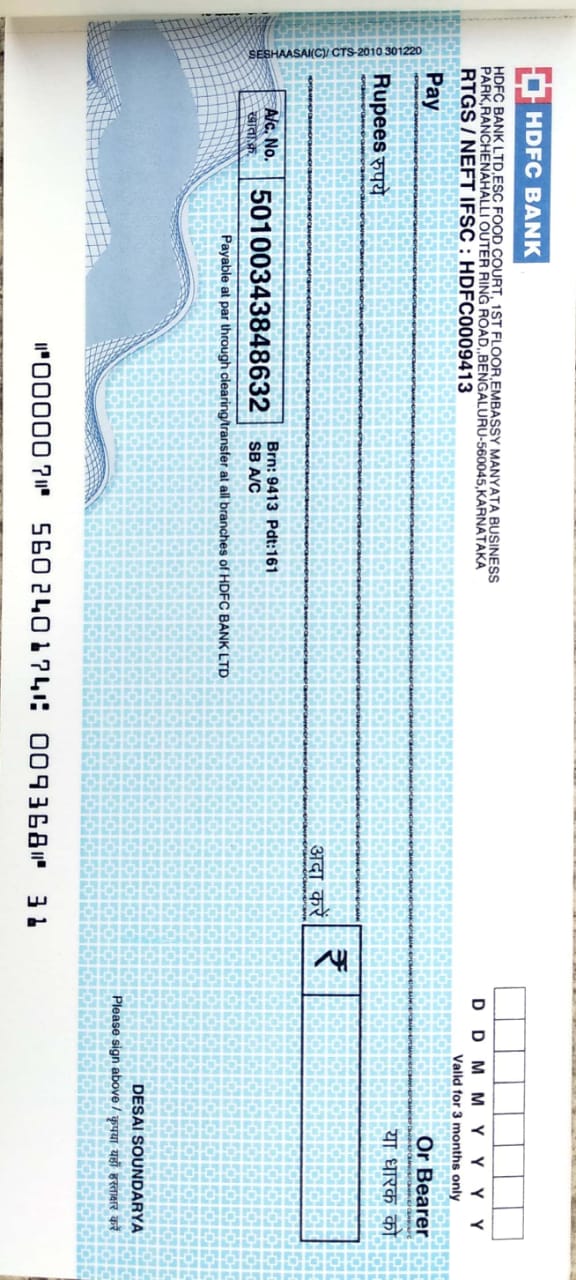 HDFC BANK
HDFC BANK LTD,ESC FOOD COURT, 1ST FLOOR,EMBASSY MANYATA BUSINESS
PARK,RANCHENAHALLI OUTER RING ROAD,,BENGALURU-560045,KARNATAKA
RTGS / NEFT IFSC : HDFC0009413
D D M M Y Y Y Y
Valid for 3 months only
Pay
Or Bearer
या धारक को
Rupees रुपये
अदा करें
₹
A/c. No.
खाता क्र.
50100343848632
Brn: 9413 Pdt:161
SB A/C
Payable at par through clearing/transfer at all branches of HDFC BANK LTD
SESHAASAI(C)/ CTS-2010 301220
DESAI SOUNDARYA
Please sign above / कृपया यहाँ हस्ताक्षर करें
⑈000007⑈ 560240174⑆ 009368⑈ 31